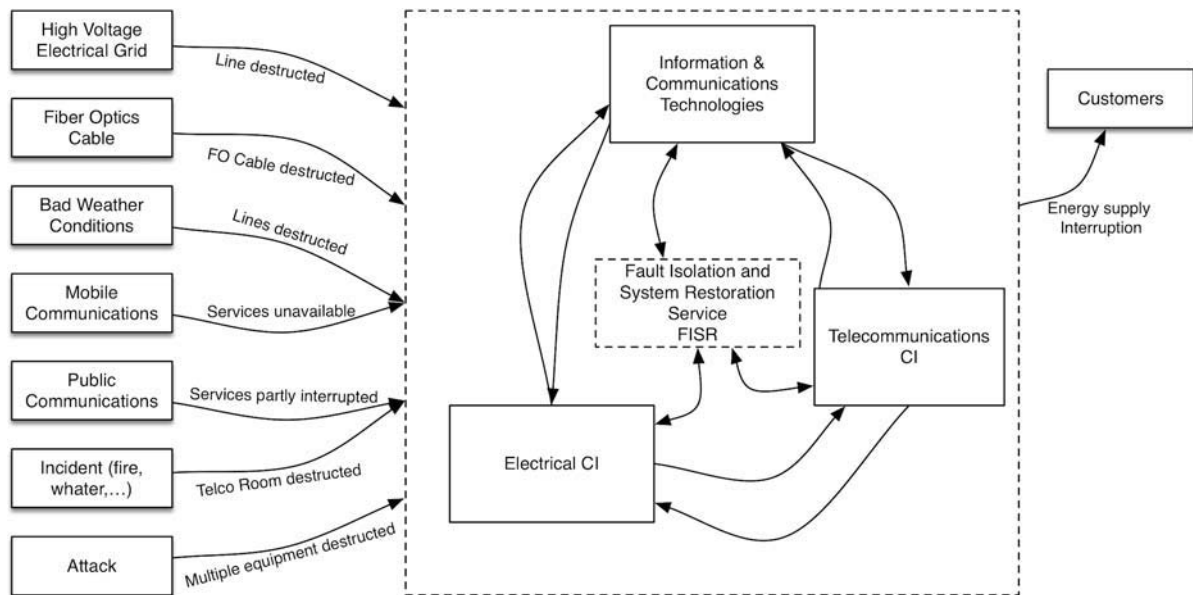 High Voltage
Electrical Grid
Line destructed
Fiber Optics
Cable
FO Cable destructed
Bad Weather
Conditions
Lines destructed
Mobile
Communications
Services unavailable
Public
Communications
Services partly interrupted
Incident (fire,
whater,...)
Telco Room destructed
Attack
Multiple equipment destructed
Information &
Communications
Technologies
Fault Isolation and
System Restoration
Service
FISR
Telecommunications
CI
Electrical CI
Customers
Energy supply
Interruption